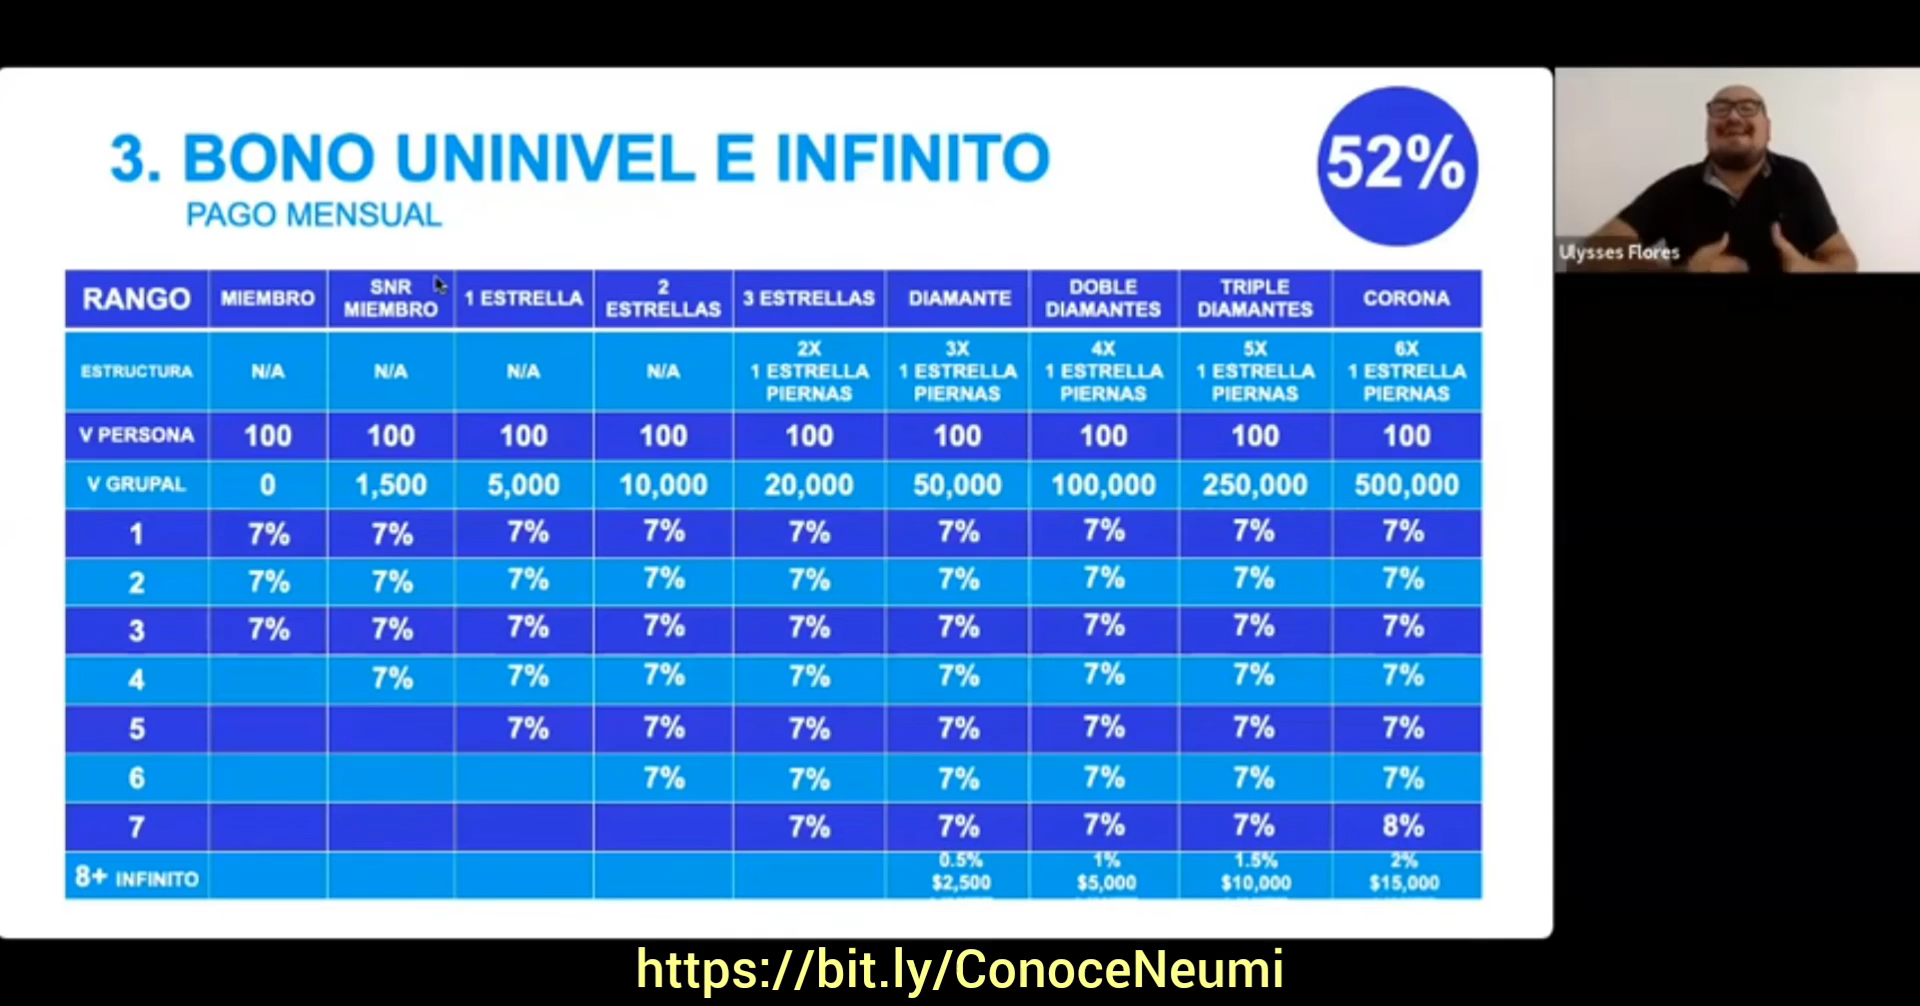 3. BONO UNINIVEL E INFINITO
PAGO MENSUAL
52%
Ulysses Flores
RANGO MIEMBRO SNR MIEMBRO 1 ESTRELLA 2 ESTRELLAS 3 ESTRELLAS DIAMANTE DOBLE DIAMANTES TRIPLE DIAMANTES CORONA
ESTRUCTURA N/A N/A N/A N/A 2X 1 ESTRELLA PIERNAS 3X 1 ESTRELLA PIERNAS 4X 1 ESTRELLA PIERNAS 5X 1 ESTRELLA PIERNAS 6X 1 ESTRELLA PIERNAS
V PERSONA 100 100 100 100 100 100 100 100 100
V GRUPAL 0 1,500 5,000 10,000 20,000 50,000 100,000 250,000 500,000
1 7% 7% 7% 7% 7% 7% 7% 7% 7%
2 7% 7% 7% 7% 7% 7% 7% 7% 7%
3 7% 7% 7% 7% 7% 7% 7% 7% 7%
4 7% 7% 7% 7% 7% 7% 7% 7%
5 7% 7% 7% 7% 7% 7% 7%
6 7% 7% 7% 7% 7% 7%
7 7% 7% 7% 7% 8%
8+ INFINITO 0.5% $2,500 1% $5,000 1.5% $10,000 2% $15,000
https://bit.ly/ConoceNeumi